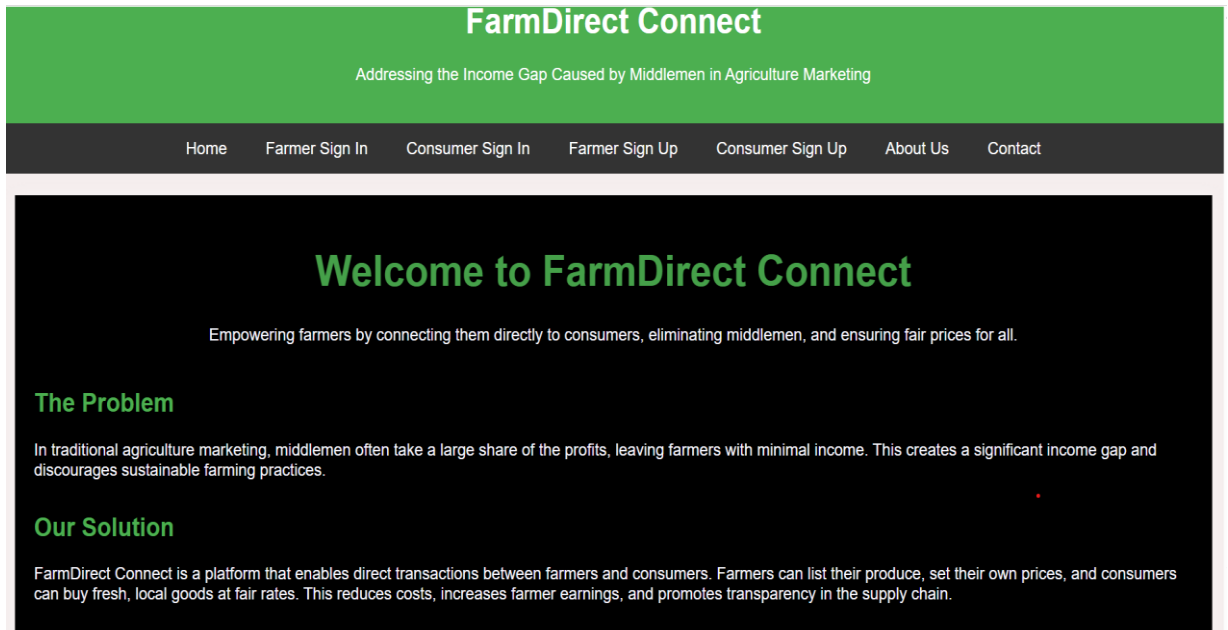 FarmDirect Connect
Addressing the Income Gap Caused by Middlemen in Agriculture Marketing
Home Farmer Sign In Consumer Sign In Farmer Sign Up Consumer Sign Up About Us Contact
Welcome to FarmDirect Connect
Empowering farmers by connecting them directly to consumers, eliminating middlemen, and ensuring fair prices for all.
The Problem
In traditional agriculture marketing, middlemen often take a large share of the profits, leaving farmers with minimal income. This creates a significant income gap and
discourages sustainable farming practices.
Our Solution
FarmDirect Connect is a platform that enables direct transactions between farmers and consumers. Farmers can list their produce, set their own prices, and consumers
can buy fresh, local goods at fair rates. This reduces costs, increases farmer earnings, and promotes transparency in the supply chain.